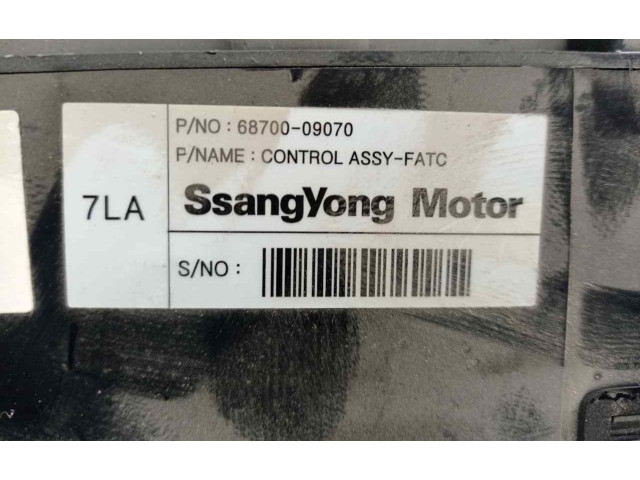 P/NO : 68700-09070
P/NAME : CONTROL ASSY-FATC
7LA
SsangYong Motor
S/NO :